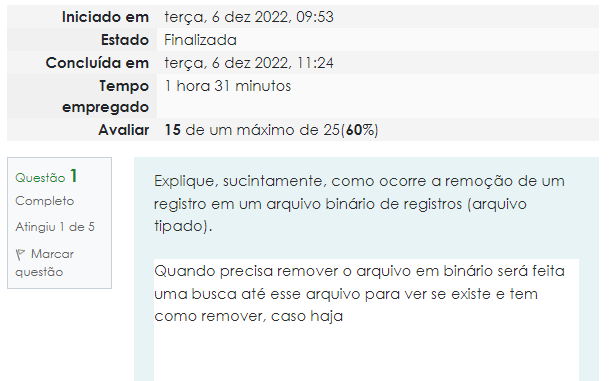 Iniciado em terça, 6 dez 2022, 09:53
Estado Finalizada
Concluída em terça, 6 dez 2022, 11:24
Tempo empregado 1 hora 31 minutos
Avaliar 15 de um máximo de 25(60%)
Questão 1
Completo
Atingiu 1 de 5
Marcar
questão
Explique, sucintamente, como ocorre a remoção de um
registro em um arquivo binário de registros (arquivo
tipado).
Quando precisa remover o arquivo em binário será feita
uma busca até esse arquivo para ver se existe e tem
como remover, caso haja